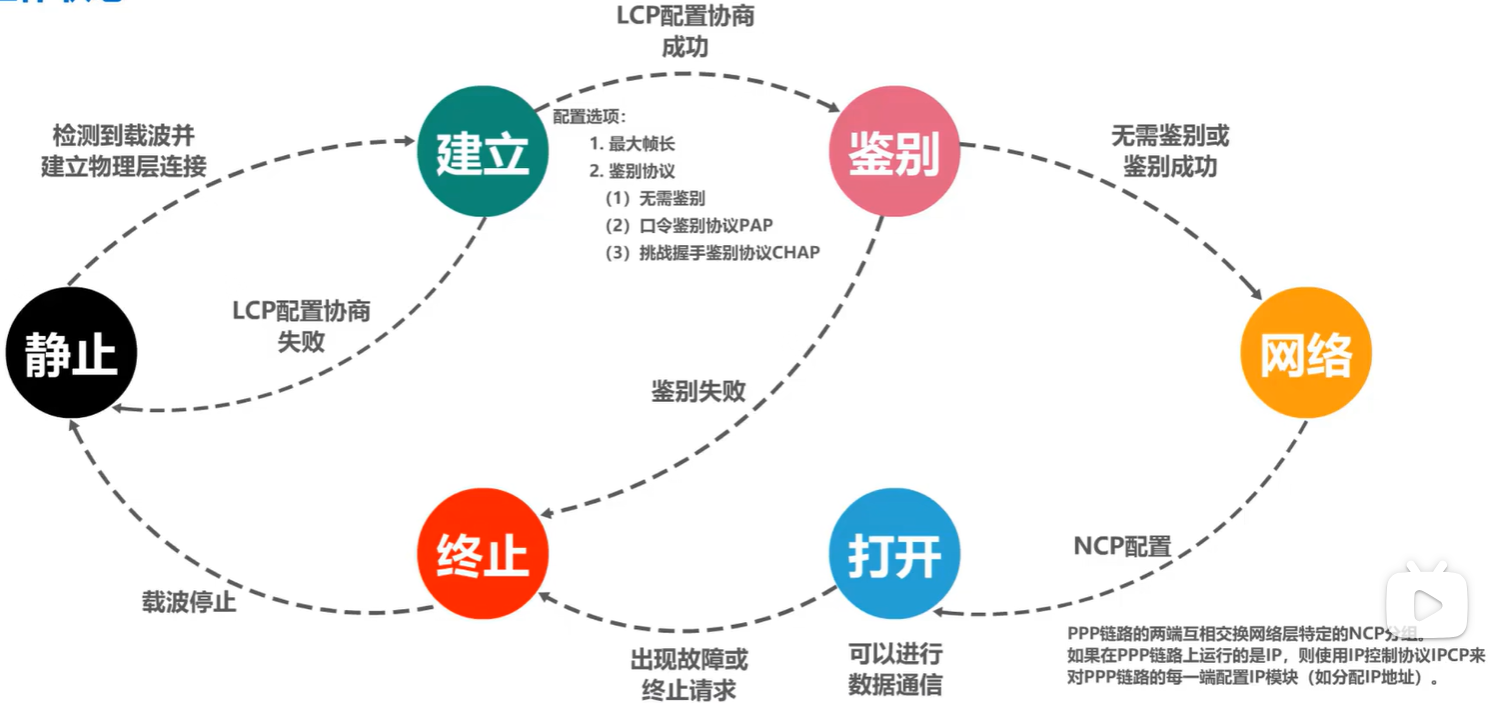 LCP配置协商
成功
检测到载波并
建立物理层连接
建立
配置选项：
1. 最大帧长
2. 鉴别协议
（1）无需鉴别
（2）口令鉴别协议PAP
（3）挑战握手鉴别协议CHAP
鉴别
无需鉴别或
鉴别成功
LCP配置协商
失败
静止
网络
鉴别失败
终止
打开
NCP配置
载波停止
出现故障或
终止请求
可以进行
数据通信
PPP链路的两端互相交换网络层特定的NCP分组。
如果在PPP链路上运行的是IP，则使用IP控制协议IPCP来
对PPP链路的每一端配置IP模块（如分配IP地址）。